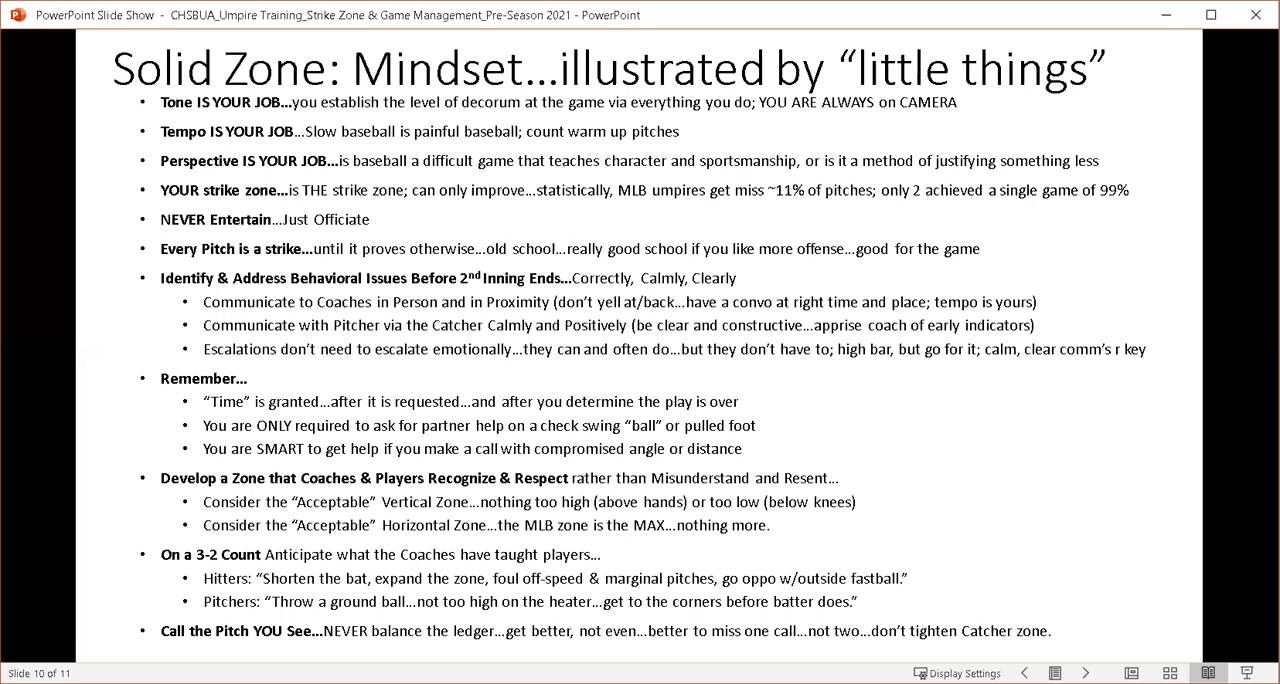 PowerPoint Slide Show - CHSBUA_Umpire Training_Strike Zone & Game Management_Pre-Season 2021 - PowerPoint
Solid Zone: Mindset...illustrated by “little things”
• Tone IS YOUR JOB...you establish the level of decorum at the game via everything you do; YOU ARE ALWAYS on CAMERA
• Tempo IS YOUR JOB...Slow baseball is painful baseball; count warm up pitches
• Perspective IS YOUR JOB...is baseball a difficult game that teaches character and sportsmanship, or is it a method of justifying something less
• YOUR strike zone...is THE strike zone; can only improve...statistically, MLB umpires get miss ~11% of pitches; only 2 achieved a single game of 99%
• NEVER Entertain...Just Officiate
• Every Pitch is a strike...until it proves otherwise...old school...really good school if you like more offense...good for the game
• Identify & Address Behavioral Issues Before 2nd Inning Ends...Correctly, Calmly, Clearly
• Communicate to Coaches in Person and in Proximity (don’t yell at/back...have a convo at right time and place; tempo is yours)
• Communicate with Pitcher via the Catcher Calmly and Positively (be clear and constructive...apprise coach of early indicators)
• Escalations don’t need to escalate emotionally...they can and often do...but they don’t have to; high bar, but go for it; calm, clear comm’s r key
• Remember...
• “Time” is granted...after it is requested...and after you determine the play is over
• You are ONLY required to ask for partner help on a check swing “ball” or pulled foot
• You are SMART to get help if you make a call with compromised angle or distance
• Develop a Zone that Coaches & Players Recognize & Respect rather than Misunderstand and Resent...
• Consider the “Acceptable” Vertical Zone...nothing too high (above hands) or too low (below knees)
• Consider the “Acceptable” Horizontal Zone...the MLB zone is the MAX...nothing more.
• On a 3-2 Count Anticipate what the Coaches have taught players...
• Hitters: “Shorten the bat, expand the zone, foul off-speed & marginal pitches, go oppo w/outside fastball.”
• Pitchers: “Throw a ground ball...not too high on the heater...get to the corners before batter does.”
• Call the Pitch YOU See...NEVER balance the ledger...get better, not even...better to miss one call...not two...don’t tighten Catcher zone.
Slide 10 of 11
Display Settings